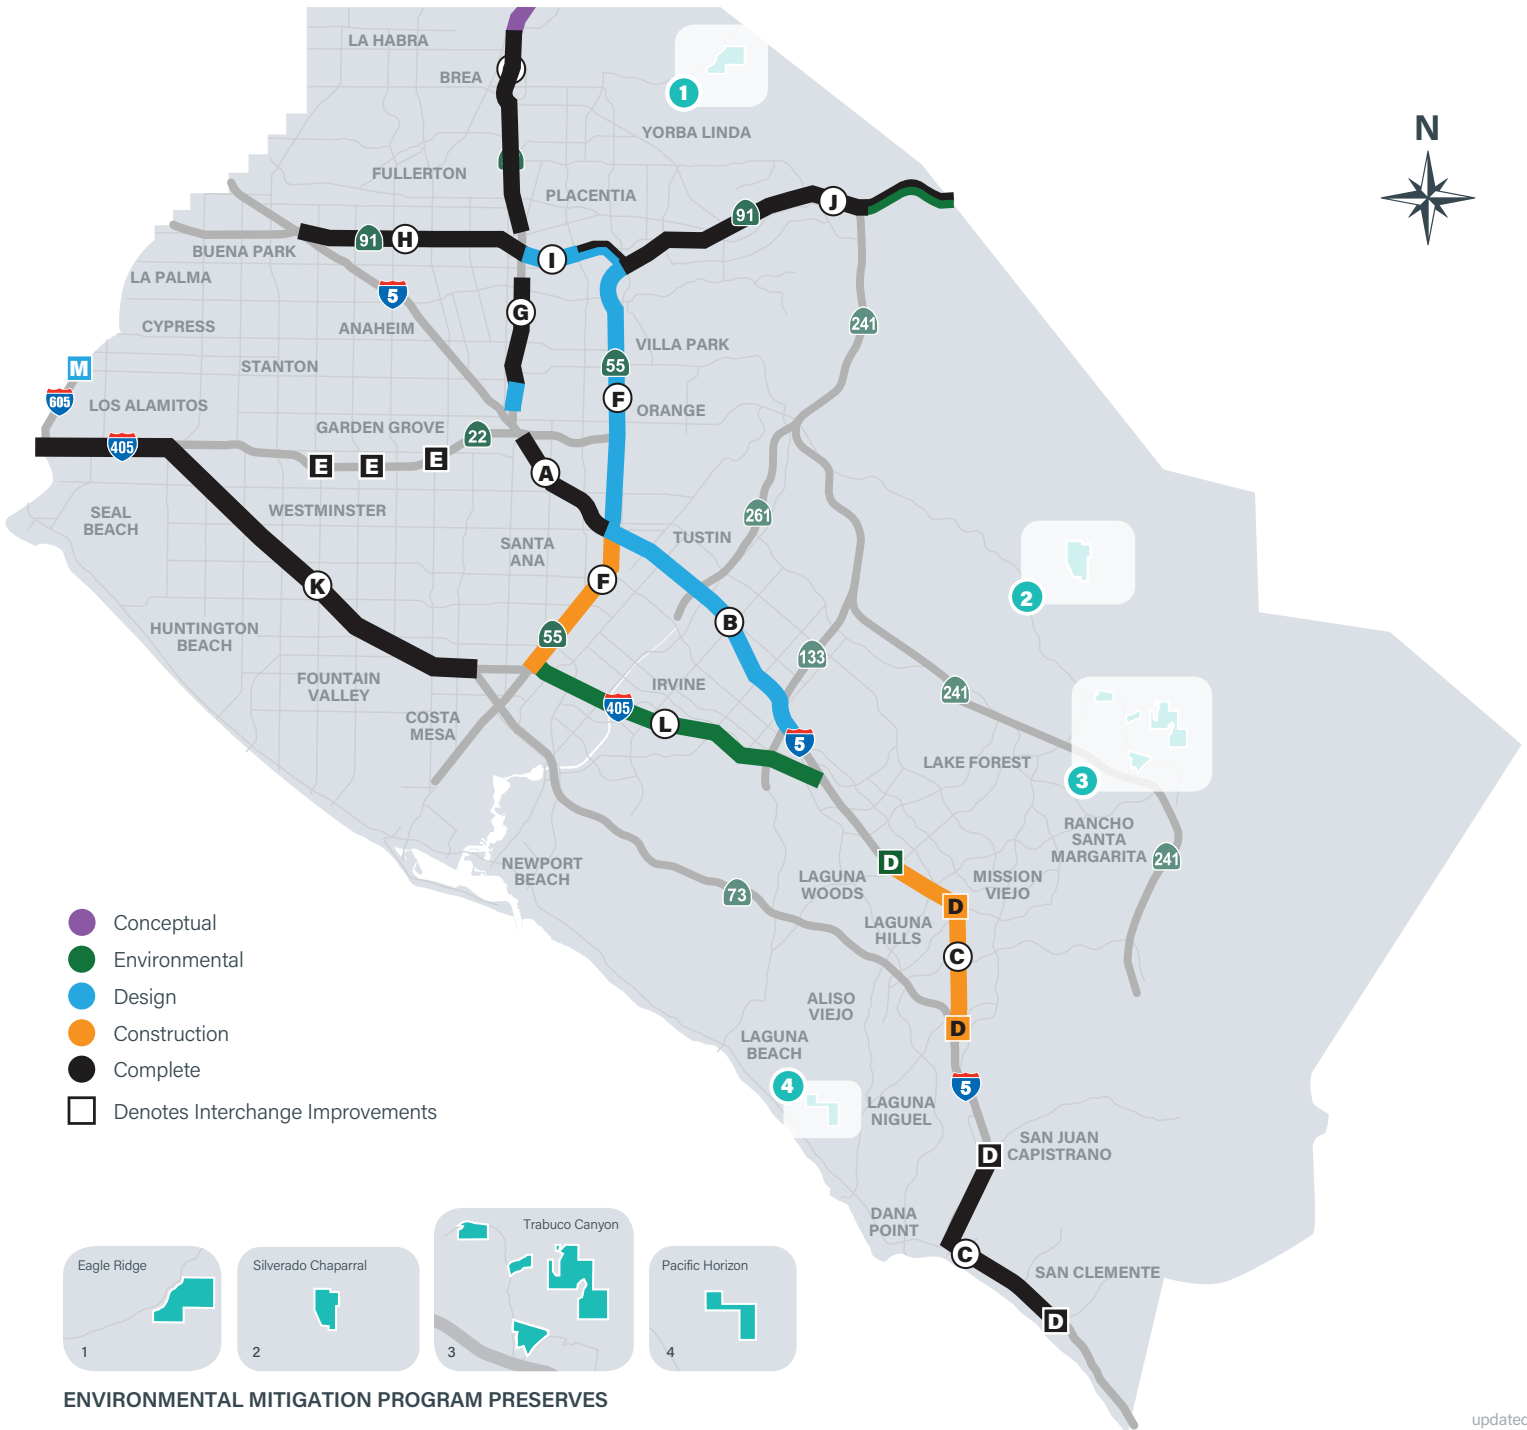 LA HABRA
BREA
1
YORBA LINDA
N
FULLERTON
PLACENTIA
J
91
91
H
BUENA PARK
I
LA PALMA
5
G
241
CYPRESS
ANAHEIM
VILLA PARK
STANTON
M
55
605
LOS ALAMITOS
F
ORANGE
GARDEN GROVE
22
405
E
E
E
A
WESTMINSTER
261
SEAL
BEACH
SANTA
ANA
TUSTIN
K
F
2
B
HUNTINGTON
BEACH
55
133
FOUNTAIN
VALLEY
IRVINE
241
405
L
COSTA
MESA
5
LAKE FOREST
3
RANCHO
SANTA
MARGARITA
241
NEWPORT
BEACH
D
LAGUNA
WOODS
MISSION
VIEJO
73
D
LAGUNA
HILLS
C
ALISO
VIEJO
D
LAGUNA
BEACH
4
5
LAGUNA
NIGUEL
SAN JUAN
CAPISTRANO
D
DANA
POINT
C
SAN CLEMENTE
D
Conceptual
Environmental
Design
Construction
Complete
Denotes Interchange Improvements
Eagle Ridge
1
Silverado Chaparral
2
Trabuco Canyon
3
Pacific Horizon
4
ENVIRONMENTAL MITIGATION PROGRAM PRESERVES
updated